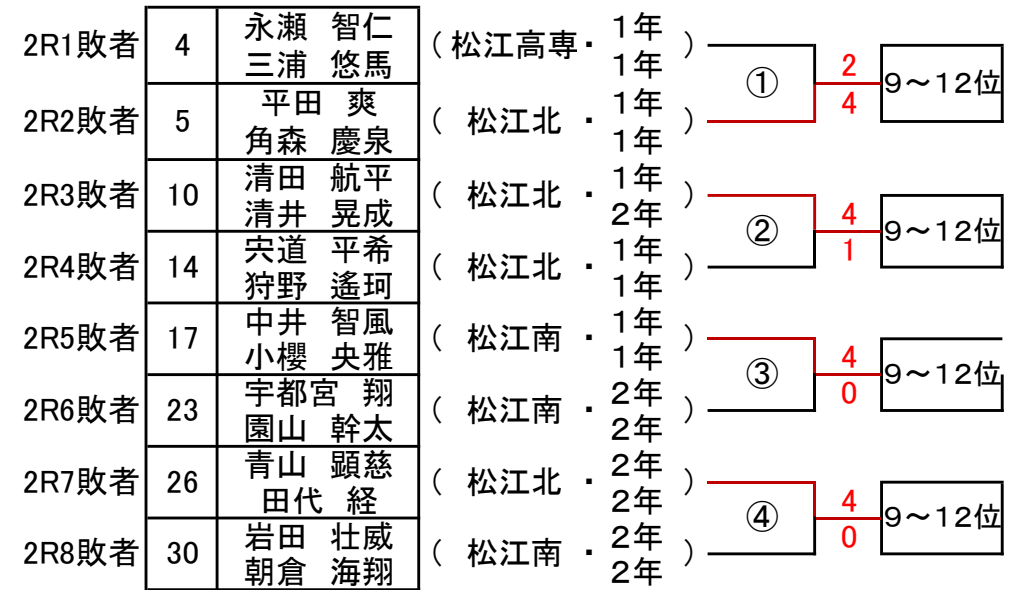 2R1敗者 4 永瀬 智仁 三浦 悠馬 （松江高専・1年 1年 ）
① 2 4 9～12位
2R2敗者 5 平田 爽 角森 慶泉 （ 松江北 ・1年 1年 ）
2R3敗者 10 清田 航平 清井 晃成 （ 松江北 ・1年 2年 ）
② 4 1 9～12位
2R4敗者 14 宍道 平希 狩野 遙珂 （ 松江北 ・1年 1年 ）
2R5敗者 17 中井 智風 小櫻 央雅 （ 松江南 ・1年 1年 ）
③ 4 0 9～12位
2R6敗者 23 宇都宮 翔 園山 幹太 （ 松江南 ・2年 2年 ）
2R7敗者 26 青山 顕慈 田代 経 （ 松江北 ・2年 2年 ）
④ 4 0 9～12位
2R8敗者 30 岩田 壮威 朝倉 海翔 （ 松江南 ・2年 2年 ）